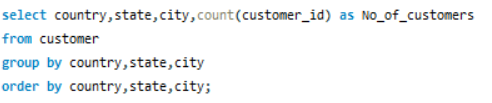 select country,state,city,count(customer_id) as No_of_customers
from customer
group by country,state,city
order by country,state,city;